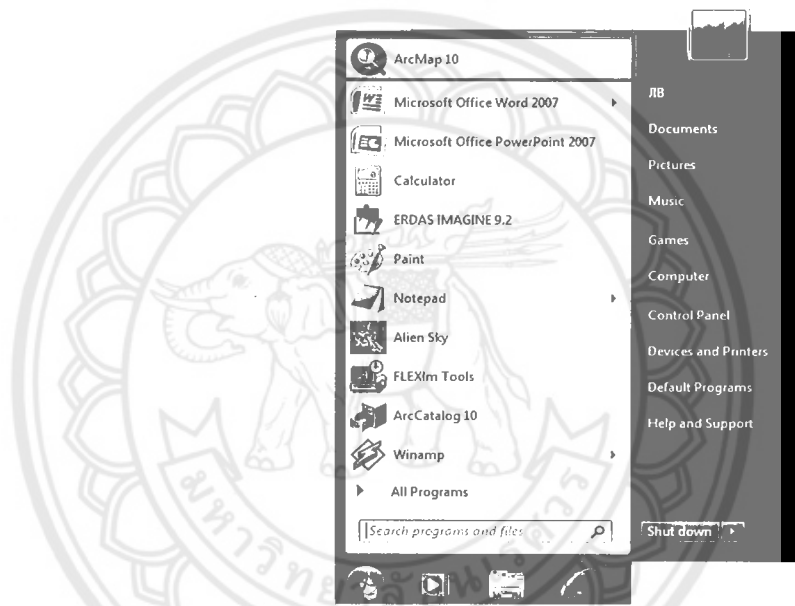 ArcMap 10
Microsoft Office Word 2007
Microsoft Office PowerPoint 2007
Calculator
ERDAS IMAGINE 9.2
Paint
Notepad
Alien Sky
FLEXlm Tools
ArcCatalog 10
Winamp
All Programs
Search programs and files
JIB
Documents
Pictures
Music
Games
Computer
Control Panel
Devices and Printers
Default Programs
Help and Support
Shut down